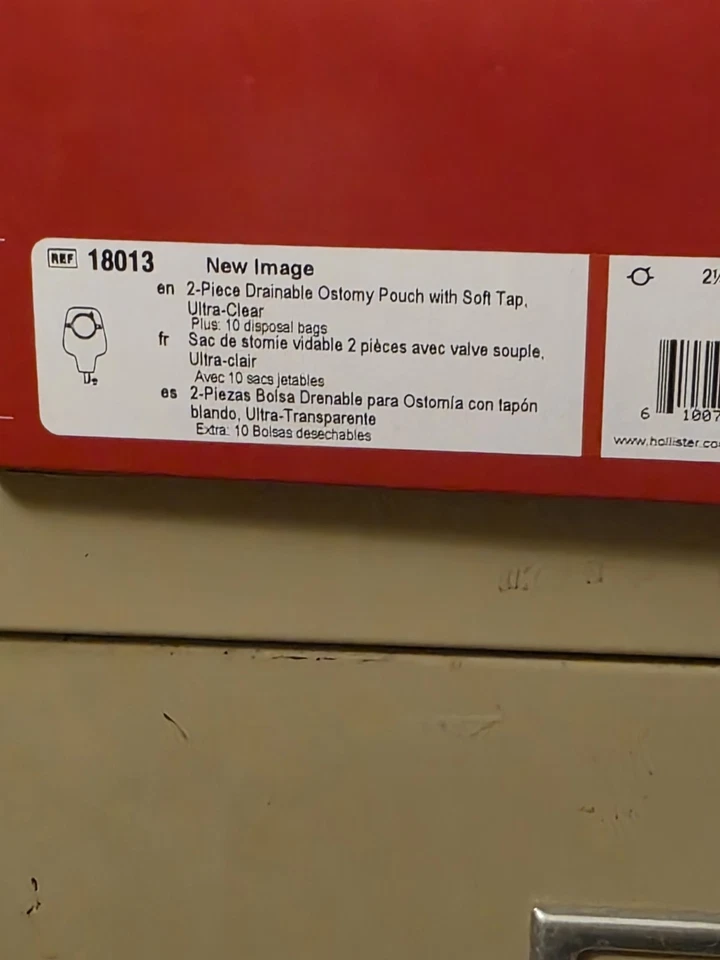 REF 18013 New Image
en 2-Piece Drainable Ostomy Pouch with Soft Tap,
Ultra-Clear
Plus: 10 disposal bags
fr Sac de stomie vidable 2 pièces avec valve souple,
Ultra-clair
Avec 10 sacs jetables
es 2-Piezas Bolsa Drenable para Ostomía con tapón
blando, Ultra-Transparente
Extra: 10 Bolsas desechables
6 1007
www.hollister.co